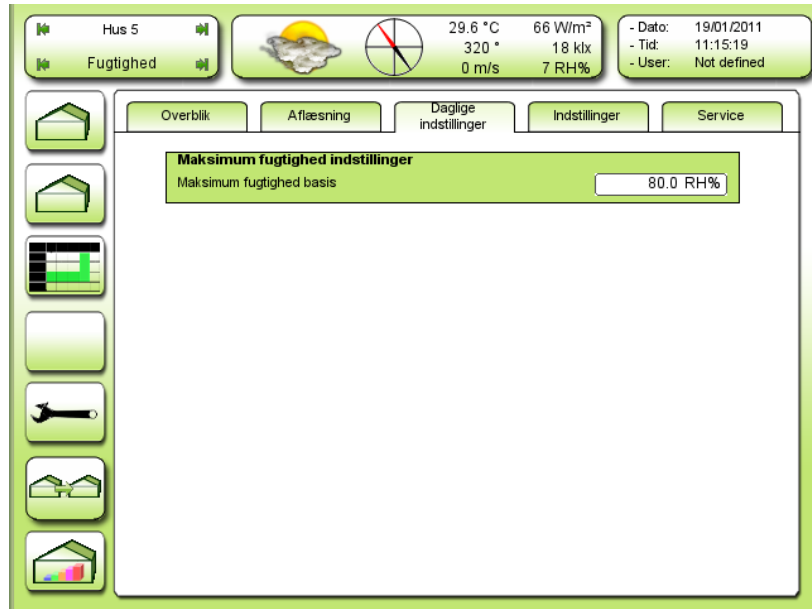 Hus 5
Fugtighed
29.6 °C 66 W/m²
320 ° 18 klx
0 m/s 7 RH%
- Dato: 19/01/2011
- Tid: 11:15:19
- User: Not defined
Overblik
Aflæsning
Daglige
indstillinger
Indstillinger
Service
Maksimum fugtighed indstillinger
Maksimum fugtighed basis 80.0 RH%